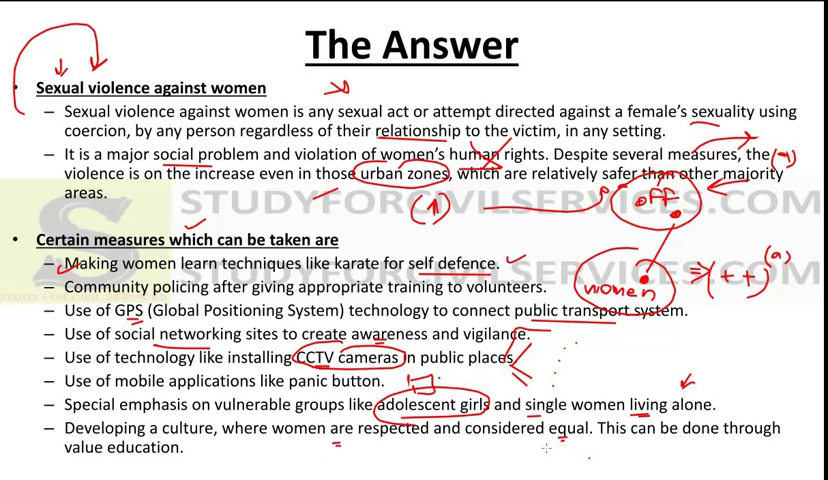 The Answer
• Sexual violence against women
– Sexual violence against women is any sexual act or attempt directed against a female's sexuality using
coercion, by any person regardless of their relationship to the victim, in any setting.
– It is a major social problem and violation of women's human rights. Despite several measures, the
violence is on the increase even in those urban zones, which are relatively safer than other majority
areas.
(1)
off
STUDYFORCIVILSERVICES.COM
• Certain measures which can be taken are
– Making women learn techniques like karate for self defence.
– Community policing after giving appropriate training to volunteers.
women
(++)(a)
STUDYFORCIVILSERVICES.COM
STUDY FOR CIVIL SERVICES
– Use of GPS (Global Positioning System) technology to connect public transport system.
– Use of social networking sites to create awareness and vigilance.
– Use of technology like installing CCTV cameras in public places.
– Use of mobile applications like panic button.
– Special emphasis on vulnerable groups like adolescent girls and single women living alone.
– Developing a culture, where women are respected and considered equal. This can be done through
value education.